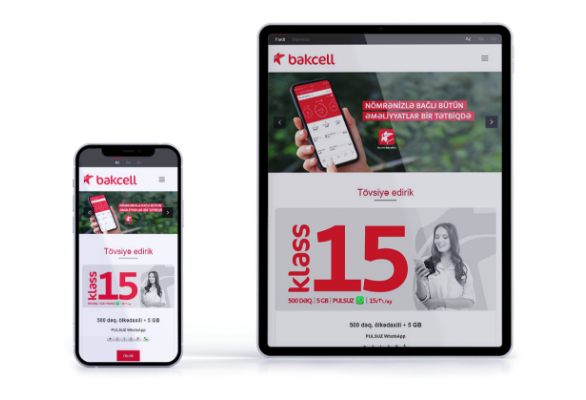 bakcell
Tövsiyə edirik
klass 15
500 dəq. ölkədaxili + 5 GB
PULSUZ WhatsApp
bakcell
NÖMRƏNİZLƏ BAĞLI BÜTÜN
ƏMƏLİYYATLAR BİR TƏTBİQDƏ
Tövsiyə edirik
klass 15
500 DƏQ | 5 GB | PULSUZ | 15₼/ay
500 dəq. ölkədaxili + 5 GB
PULSUZ WhatsApp